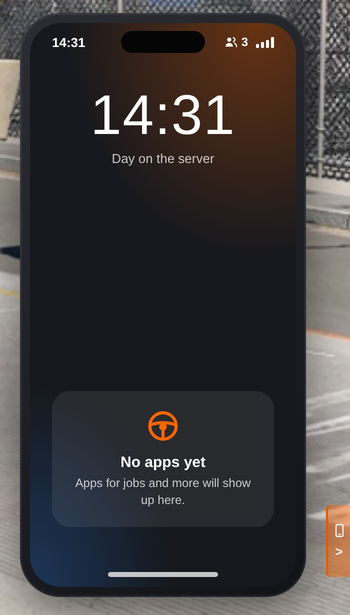 14:31
3
14:31
Day on the server
No apps yet
Apps for jobs and more will show
up here.
>